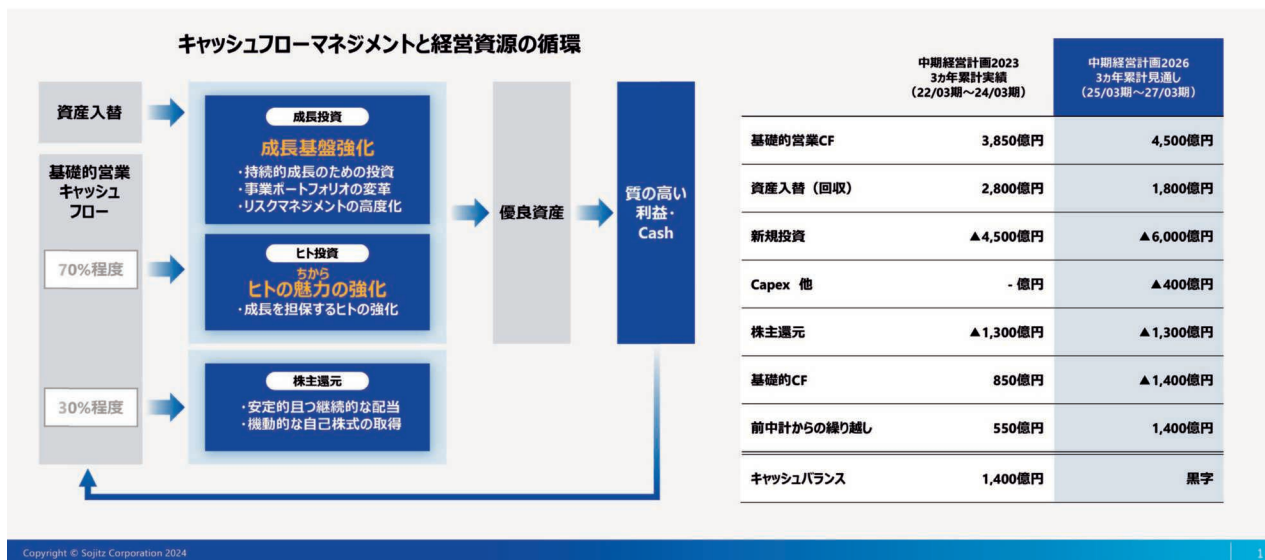 キャッシュフローマネジメントと経営資源の循環
資産入替
基礎的営業
キャッシュ
フロー
70%程度
30%程度
成長投資
成長基盤強化
・持続的成長のための投資
・事業ポートフォリオの変革
・リスクマネジメントの高度化
ヒト投資
ちから
ヒトの魅力の強化
・成長を担保するヒトの強化
株主還元
・安定的且つ継続的な配当
・機動的な自己株式の取得
優良資産
質の高い
利益・
Cash
中期経営計画2023
3ヵ年累計実績
(22/03期～24/03期)
中期経営計画2026
3ヵ年累計見通し
(25/03期～27/03期)
基礎的営業CF 3,850億円 4,500億円
資産入替（回収） 2,800億円 1,800億円
新規投資 ▲4,500億円 ▲6,000億円
Capex 他 - 億円 ▲400億円
株主還元 ▲1,300億円 ▲1,300億円
基礎的CF 850億円 ▲1,400億円
前中計からの繰り越し 550億円 1,400億円
キャッシュバランス 1,400億円 黒字
Copyright © Sojitz Corporation 2024